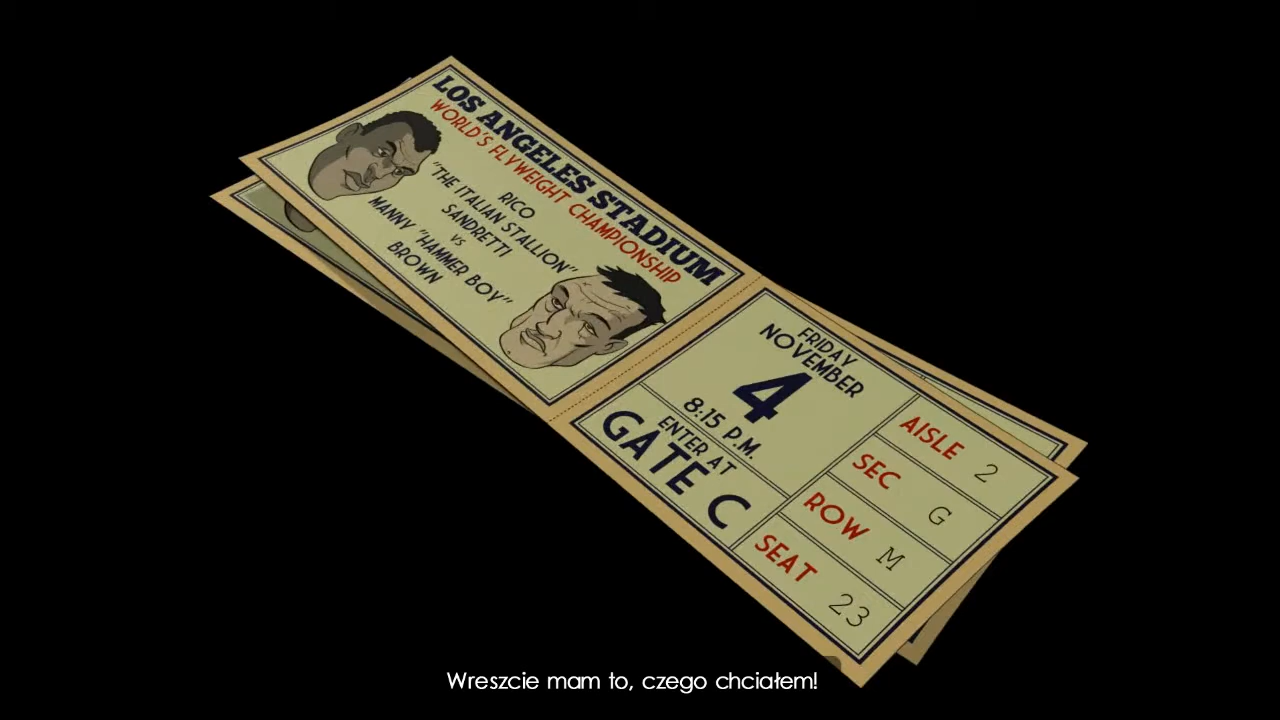 LOS ANGELES STADIUM
WORLD'S FLYWEIGHT CHAMPIONSHIP
RICO
"THE ITALIAN STALLION"
SANDRETTI
VS
MANNY "HAMMER BOY"
BROWN
FRIDAY
NOVEMBER
4
8:15 P.M.
ENTER AT
GATE C
AISLE 2
SEC G
ROW M
SEAT 23
Wreszcie mam to, czego chciałem!